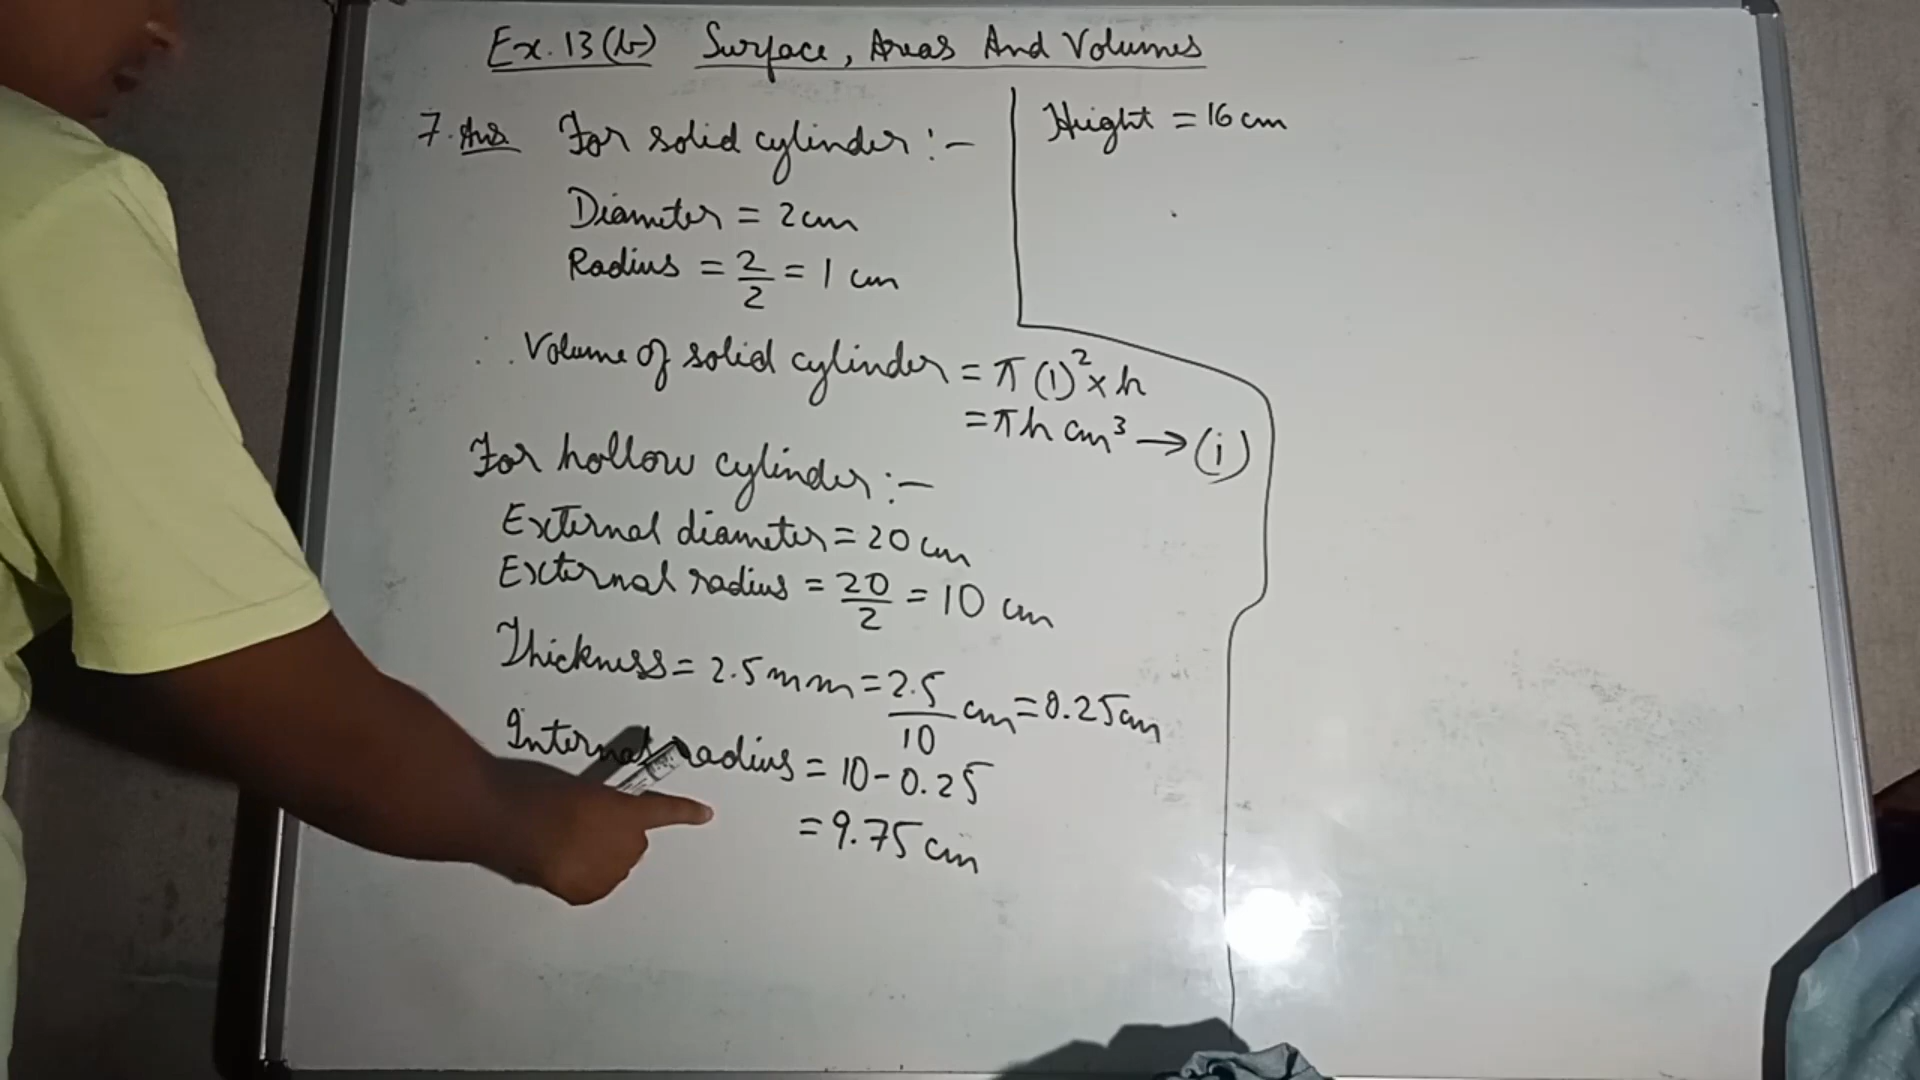 Ex. 13(b) Surface, Areas And Volumes
7. Ans. For solid cylinder :-
Diameter = 2 cm
Radius = 2/2 = 1 cm
∴ Volume of solid cylinder = π (1)² × h
= πh cm³ → (i)
For hollow cylinder :-
External diameter = 20 cm
External radius = 20/2 = 10 cm
Thickness = 2.5 mm = 2.5/10 cm = 0.25 cm
Internal radius = 10 - 0.25
= 9.75 cm
Height = 16 cm